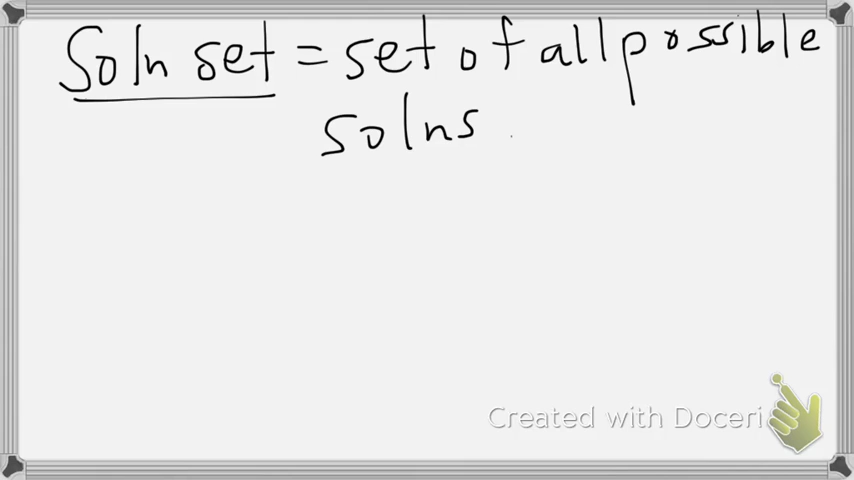 Soln set = set of all possible
solns
Created with Doceri